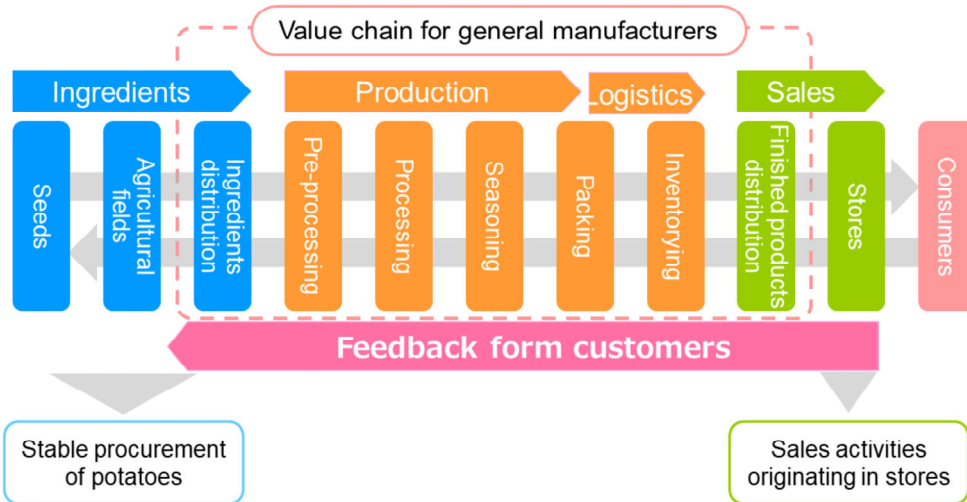 Value chain for general manufacturers
Ingredients
Production
Logistics
Sales
Seeds
Agricultural
fields
Ingredients
distribution
Pre-processing
Processing
Seasoning
Packing
Inventorying
Finished products
distribution
Stores
Consumers
Feedback form customers
Stable procurement
of potatoes
Sales activities
originating in stores